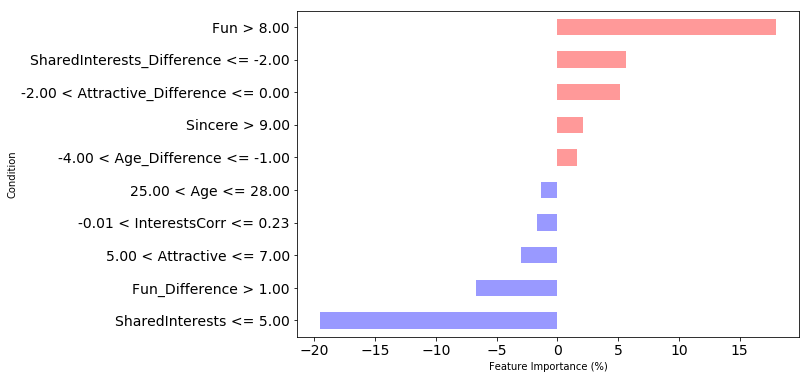 Fun > 8.00
SharedInterests_Difference <= -2.00
-2.00 < Attractive_Difference <= 0.00
Sincere > 9.00
-4.00 < Age_Difference <= -1.00
25.00 < Age <= 28.00
-0.01 < InterestsCorr <= 0.23
5.00 < Attractive <= 7.00
Fun_Difference > 1.00
SharedInterests <= 5.00
Condition
−20 −15 −10 −5 0 5 10 15
Feature Importance (%)